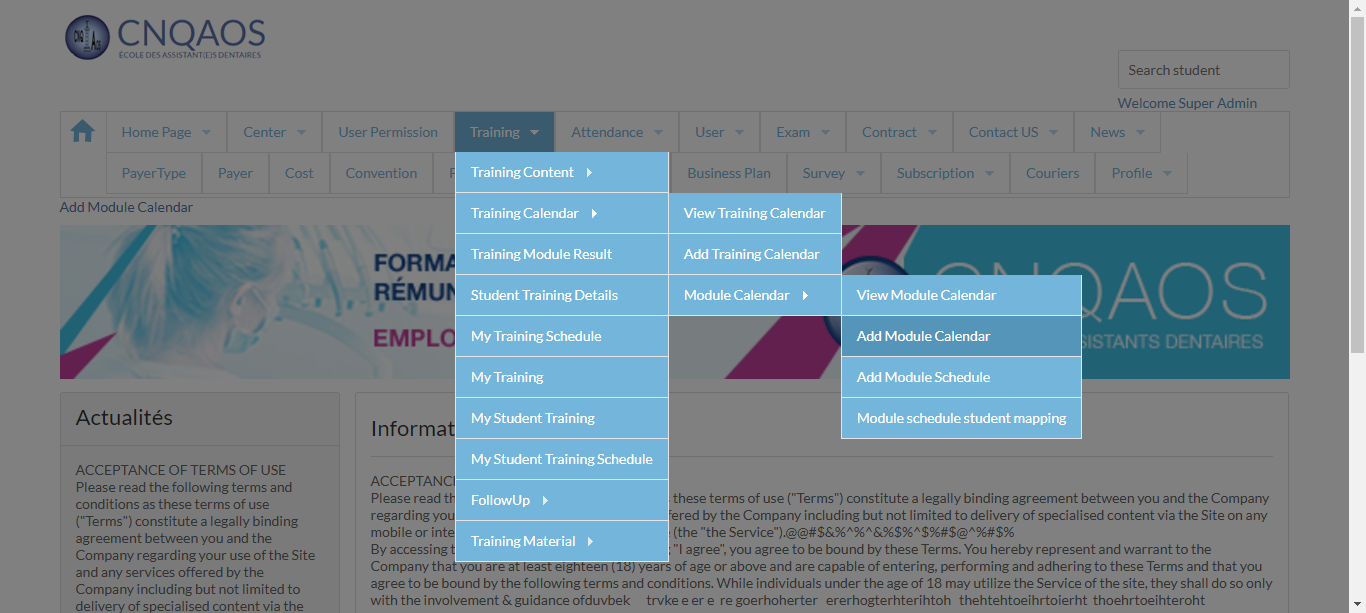 CNQAOS
ÉCOLE DES ASSISTANT(E)S DENTAIRES
Search student
Welcome Super Admin
Home Page
Center
User Permission
Training
Attendance
User
Exam
Contract
Contact US
News
PayerType
Payer
Cost
Convention
Business Plan
Survey
Subscription
Couriers
Profile
Add Module Calendar
Training Content
Training Calendar
Training Module Result
Student Training Details
My Training Schedule
My Training
My Student Training
My Student Training Schedule
FollowUp
Training Material
View Training Calendar
Add Training Calendar
Module Calendar
View Module Calendar
Add Module Calendar
Add Module Schedule
Module schedule student mapping
FORMA
RÉMUN
EMPLO
CNQAOS
SISTANTS DENTAIRES
Actualités
ACCEPTANCE OF TERMS OF USE
Please read the following terms and
conditions as these terms of use
("Terms") constitute a legally binding
agreement between you and the
Company regarding your use of the Site
and any services offered by the
Company including but not limited to
delivery of specialised content via the
Informat
ACCEPTANCE
Please read th these terms of use ("Terms") constitute a legally binding agreement between you and the Company
regarding you ffered by the Company including but not limited to delivery of specialised content via the Site on any
mobile or inte (the "the Service").@@#$&%^%^&%$%^$%#$@^%#$%
By accessing t "I agree", you agree to be bound by these Terms. You hereby represent and warrant to the
Company that you are at least eighteen (18) years of age or above and are capable of entering, performing and adhering to these Terms and that you
agree to be bound by the following terms and conditions. While individuals under the age of 18 may utilize the Service of the site, they shall do so only
with the involvement & guidance ofduvbek trvke e er e re goerhoherter ererhogterhterihtoh thehtehtoeihrtoierht thoehrtoeihteroht